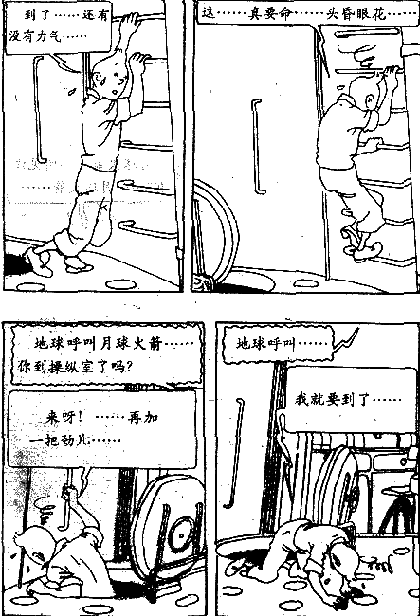 到了……还有
没有力气……
这……真要命……头昏眼花……
地球呼叫月球火箭……
你到操纵室了吗?
来呀!……再加
一把劲儿……
地球呼叫……
我就要到了……